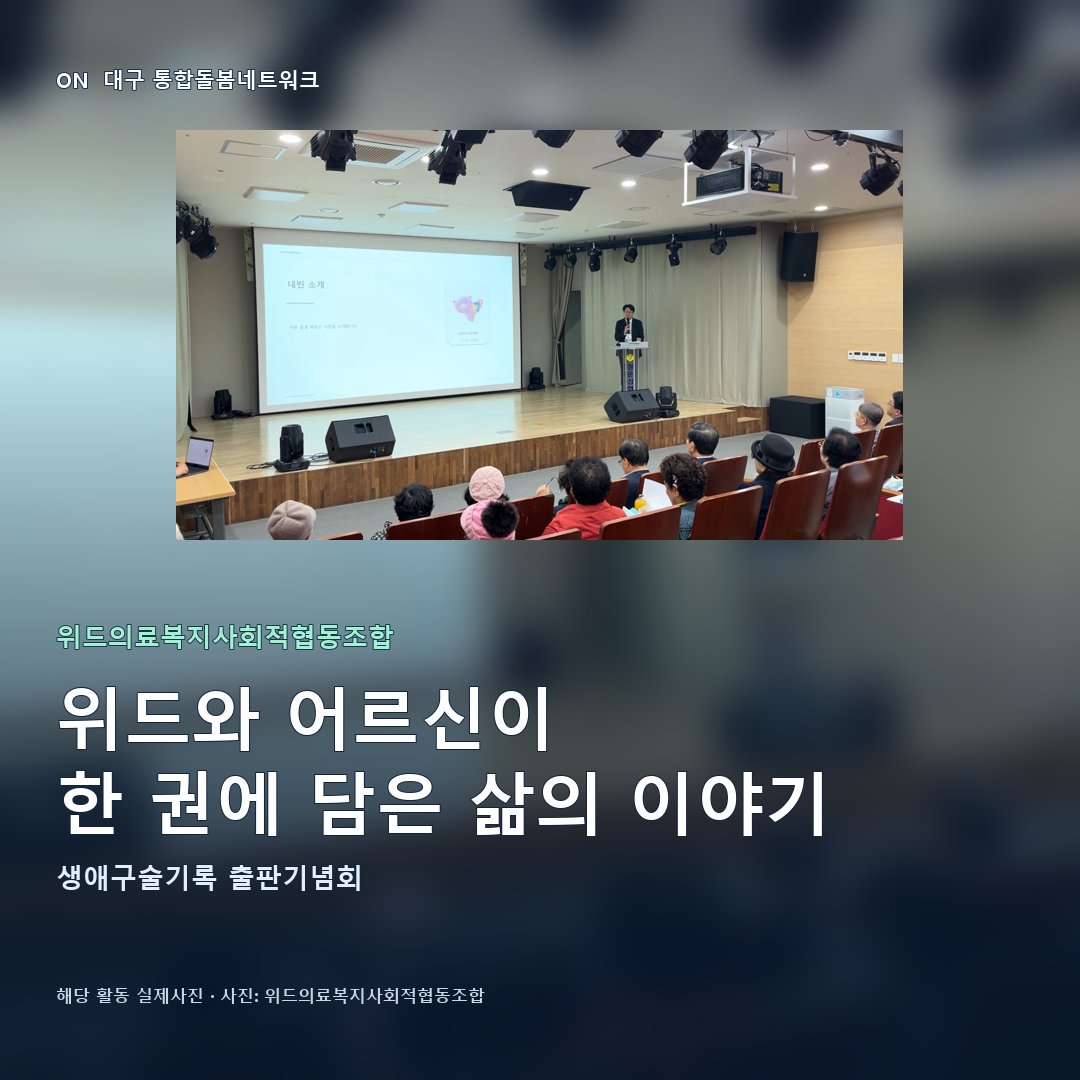 ON 대구 통합돌봄네트워크
내빈 소개
위드의료복지사회적협동조합
위드와 어르신이
한 권에 담은 삶의 이야기
생애구술기록 출판기념회
해당 활동 실제사진 · 사진: 위드의료복지사회적협동조합